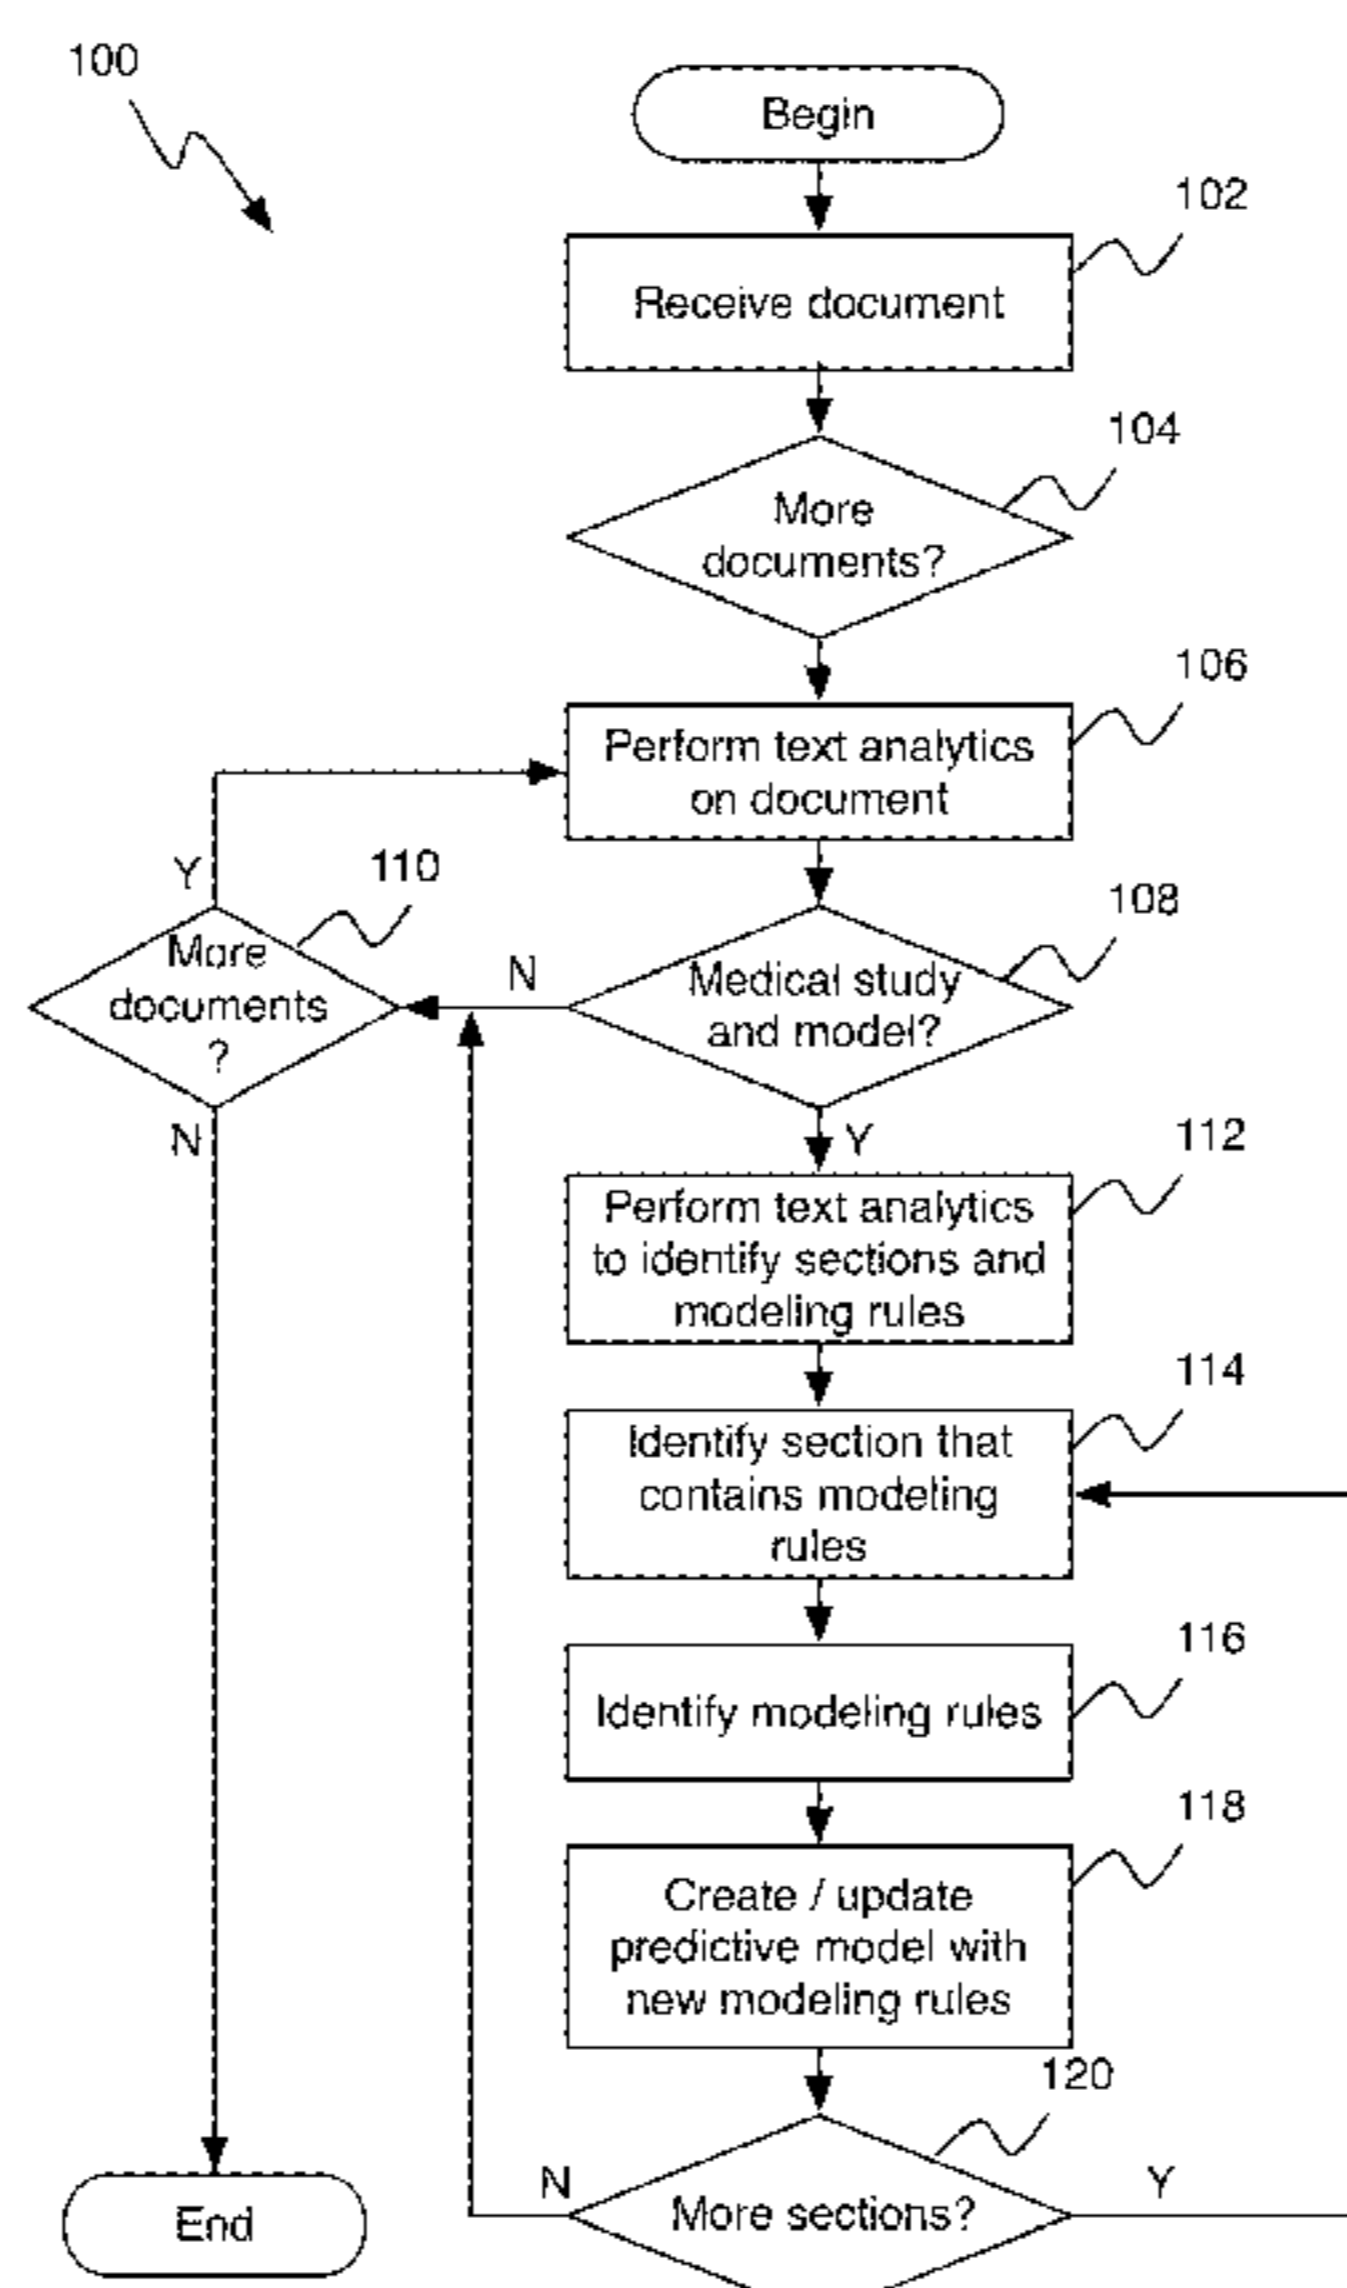 100
Begin
102
Receive document
104
More
documents?
106
Perform text analytics
on document
Y
110
More
documents
?
N
108
Medical study
and model?
N
Y
112
Perform text analytics
to identify sections and
modeling rules
114
Identify section that
contains modeling
rules
116
Identify modeling rules
118
Create / update
predictive model with
new modeling rules
120
N
More sections?
Y
End